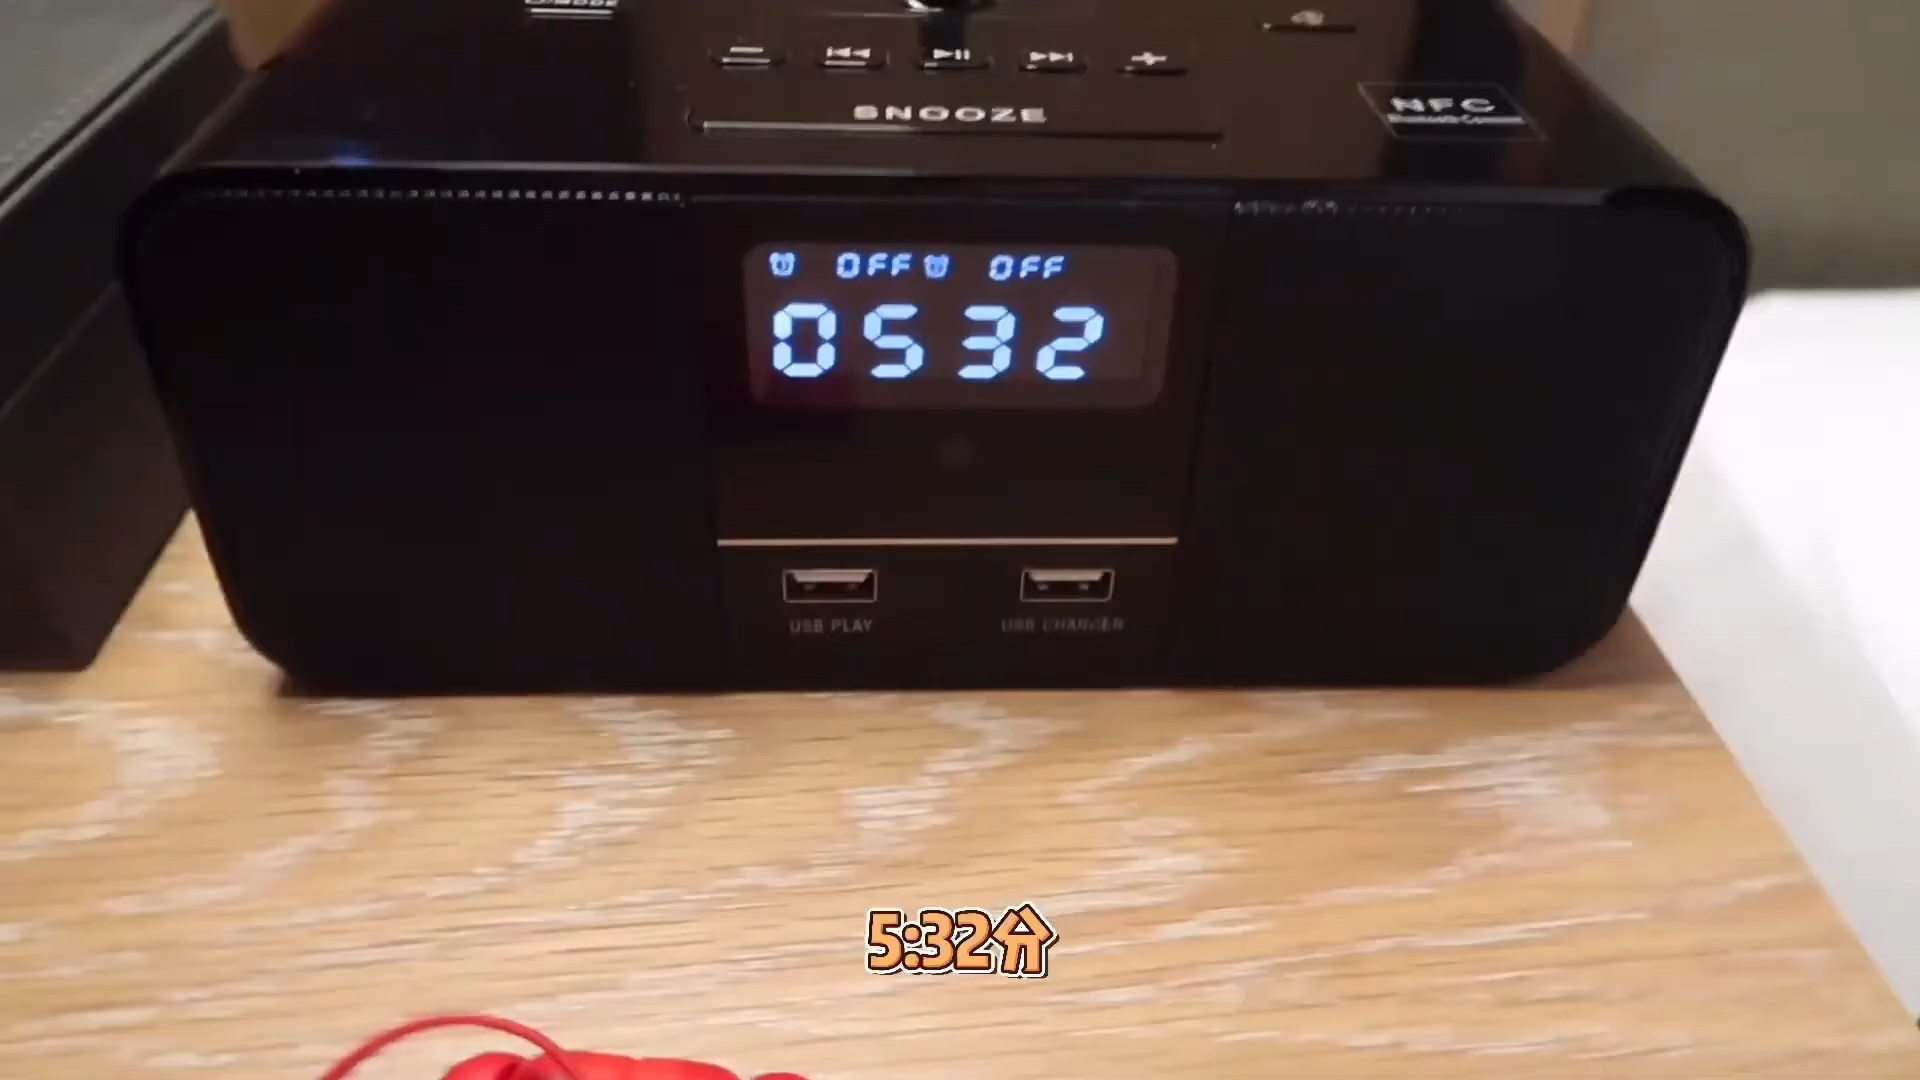 SNOOZE
NFC
OFF OFF
0532
USB PLAY
USB CHARGER
5:32分